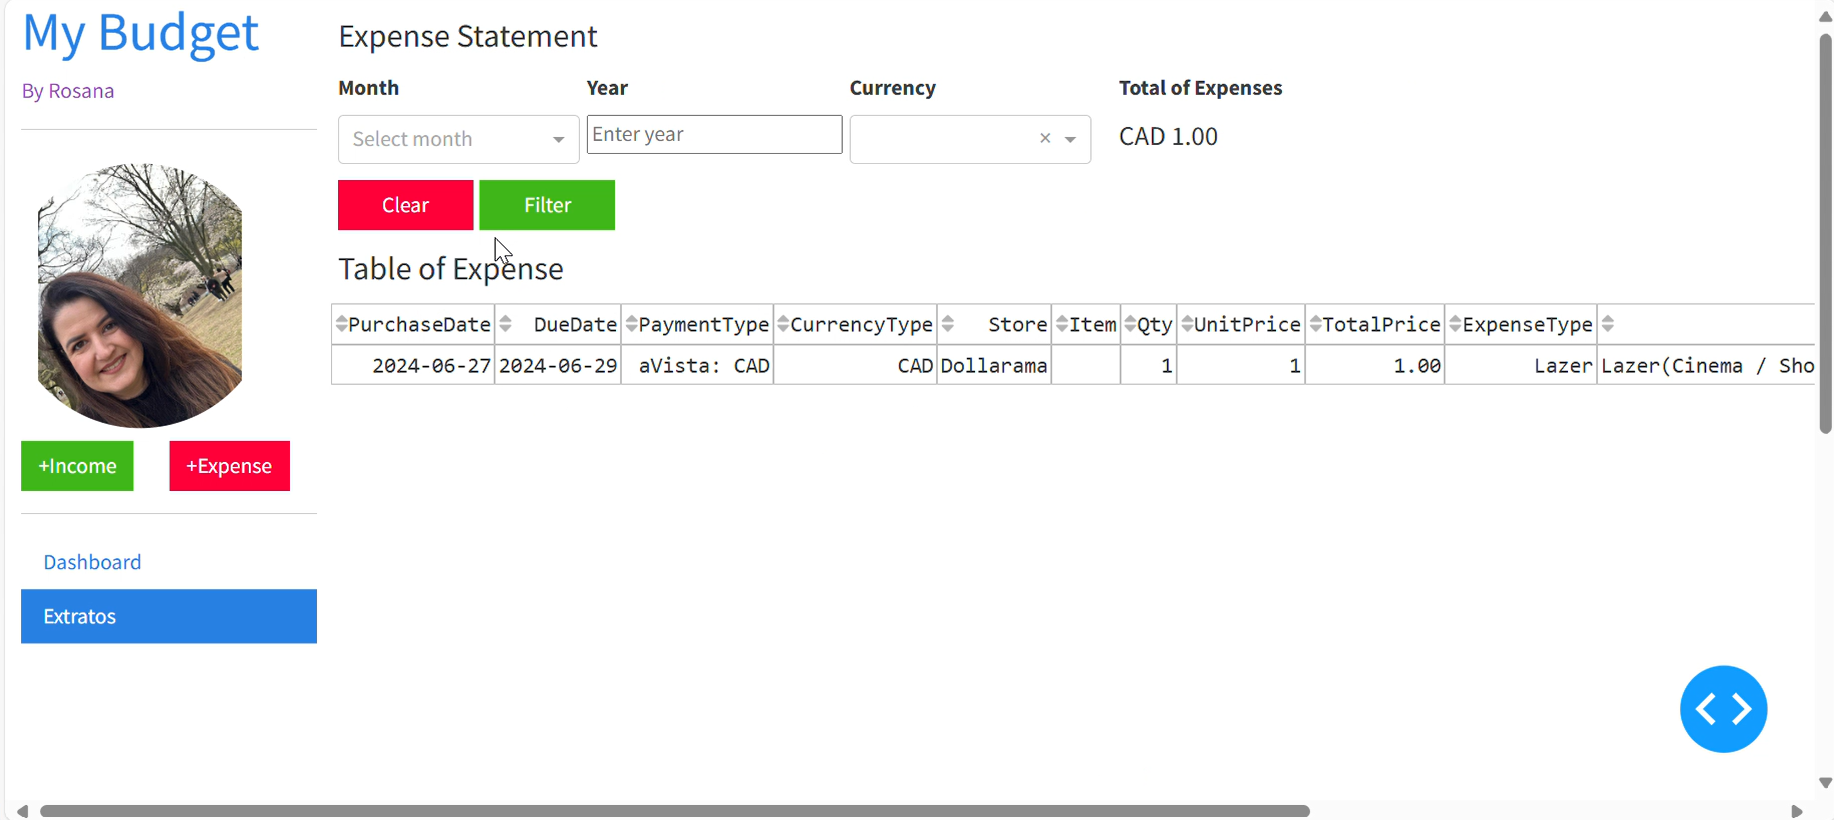 My Budget
By Rosana
+Income
+Expense
Dashboard
Extratos
Expense Statement
Month
Year
Currency
Total of Expenses
Select month
Enter year
×
CAD 1.00
Clear
Filter
Table of Expense
PurchaseDate DueDate PaymentType CurrencyType Store Item Qty UnitPrice TotalPrice ExpenseType
2024-06-27 2024-06-29 aVista: CAD CAD Dollarama 1 1 1.00 Lazer Lazer(Cinema / Sho